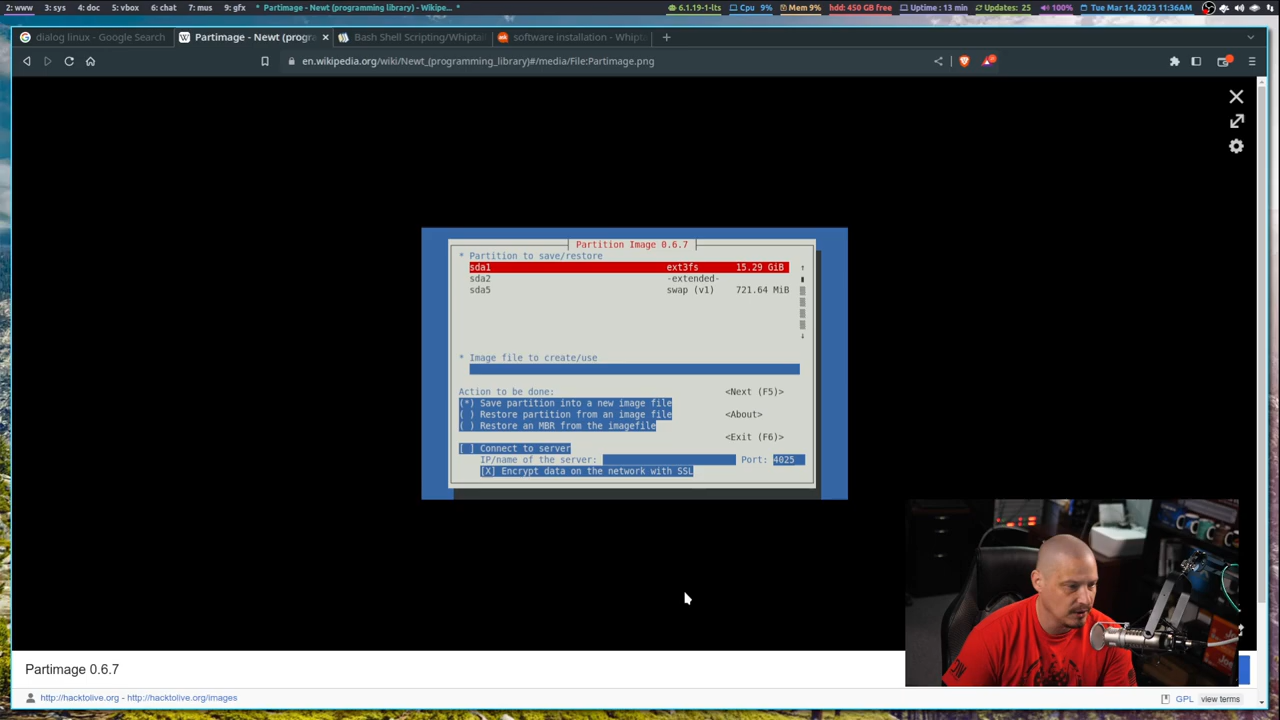 2: www 3: sys 4: doc 5: vbox 6: chat 7: mus 9: gfx * Partimage - Newt (programming library) - Wikipe... * 6.1.19-1-lts Cpu 9% Mem 9% hdd: 450 GB free Uptime : 13 min Updates: 25 100% Tue Mar 14, 2023 11:36AM
dialog linux - Google Search Partimage - Newt (progr Bash Shell Scripting/Whiptail software installation - Whipt
en.wikipedia.org/wiki/Newt_(programming_library)#/media/File:Partimage.png
Partition Image 0.6.7
* Partition to save/restore
sda1 ext3fs 15.29 GiB
sda2 -extended-
sda5 swap (v1) 721.64 MiB
* Image file to create/use
Action to be done: <Next (F5)>
(*) Save partition into a new image file
( ) Restore partition from an image file <About>
( ) Restore an MBR from the imagefile
<Exit (F6)>
[ ] Connect to server
IP/name of the server: Port: 4025
[X] Encrypt data on the network with SSL
Partimage 0.6.7
http://hacktolive.org - http://hacktolive.org/images GPL view terms